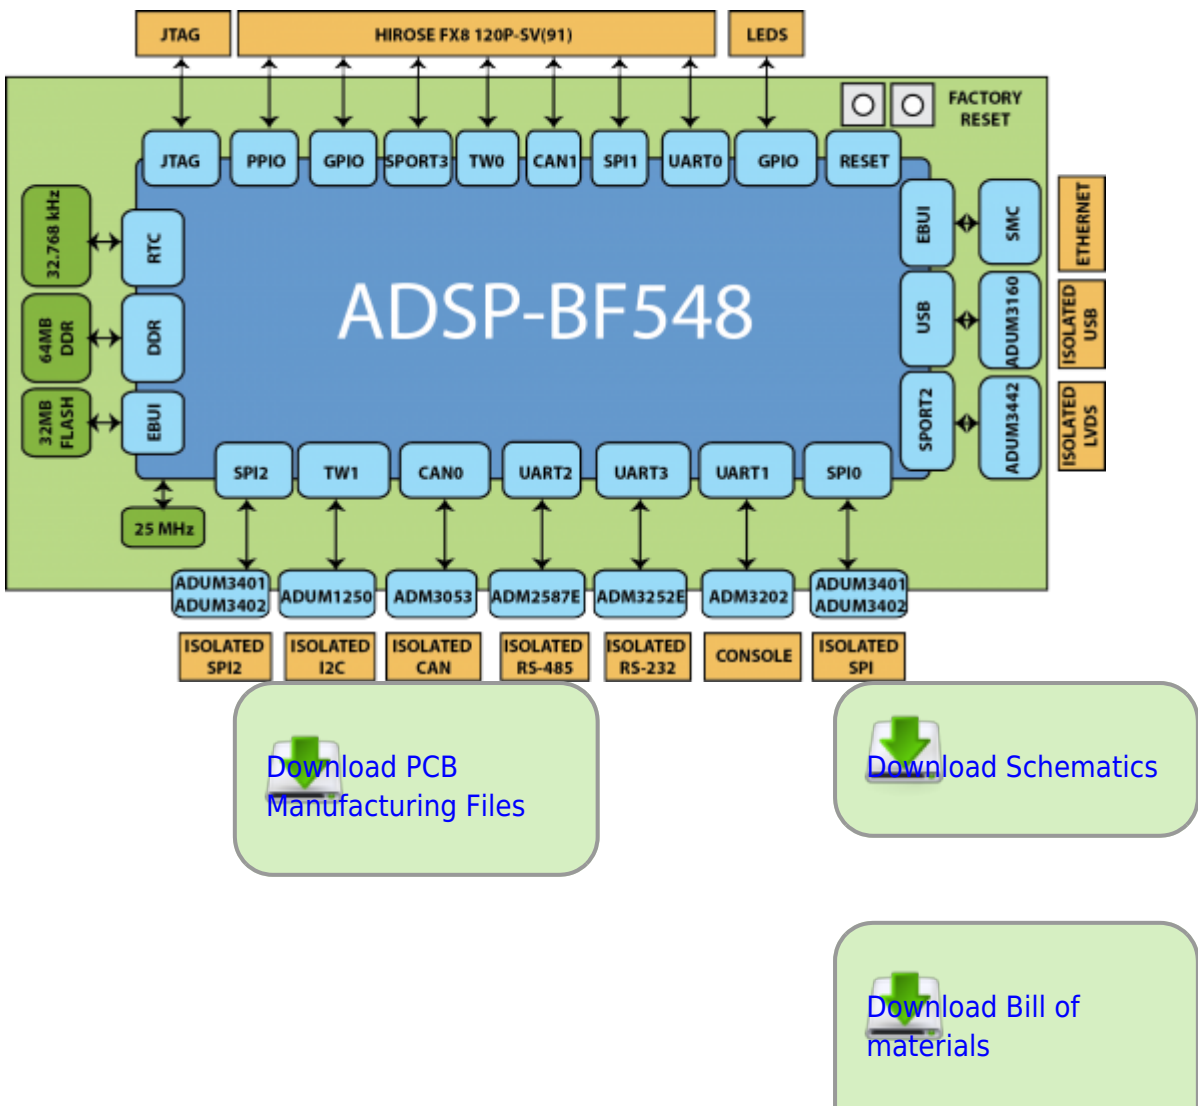 JTAG
HIROSE FX8 120P-SV(91)
LEDS
FACTORY
RESET
JTAG
PPIO
GPIO
SPORT3
TW0
CAN1
SPI1
UART0
GPIO
RESET
32.768 kHz
RTC
64MB
DDR
DDR
32MB
FLASH
EBUI
25 MHz
ADSP-BF548
EBUI
SMC
ETHERNET
USB
ADUM3160
ISOLATED
USB
SPORT2
ADUM3442
ISOLATED
LVDS
SPI2
TW1
CAN0
UART2
UART3
UART1
SPI0
ADUM3401
ADUM3402
ADUM1250
ADM3053
ADM2587E
ADM3252E
ADM3202
ADUM3401
ADUM3402
ISOLATED
SPI2
ISOLATED
I2C
ISOLATED
CAN
ISOLATED
RS-485
ISOLATED
RS-232
CONSOLE
ISOLATED
SPI
Download PCB
Manufacturing Files
Download Schematics
Download Bill of
materials